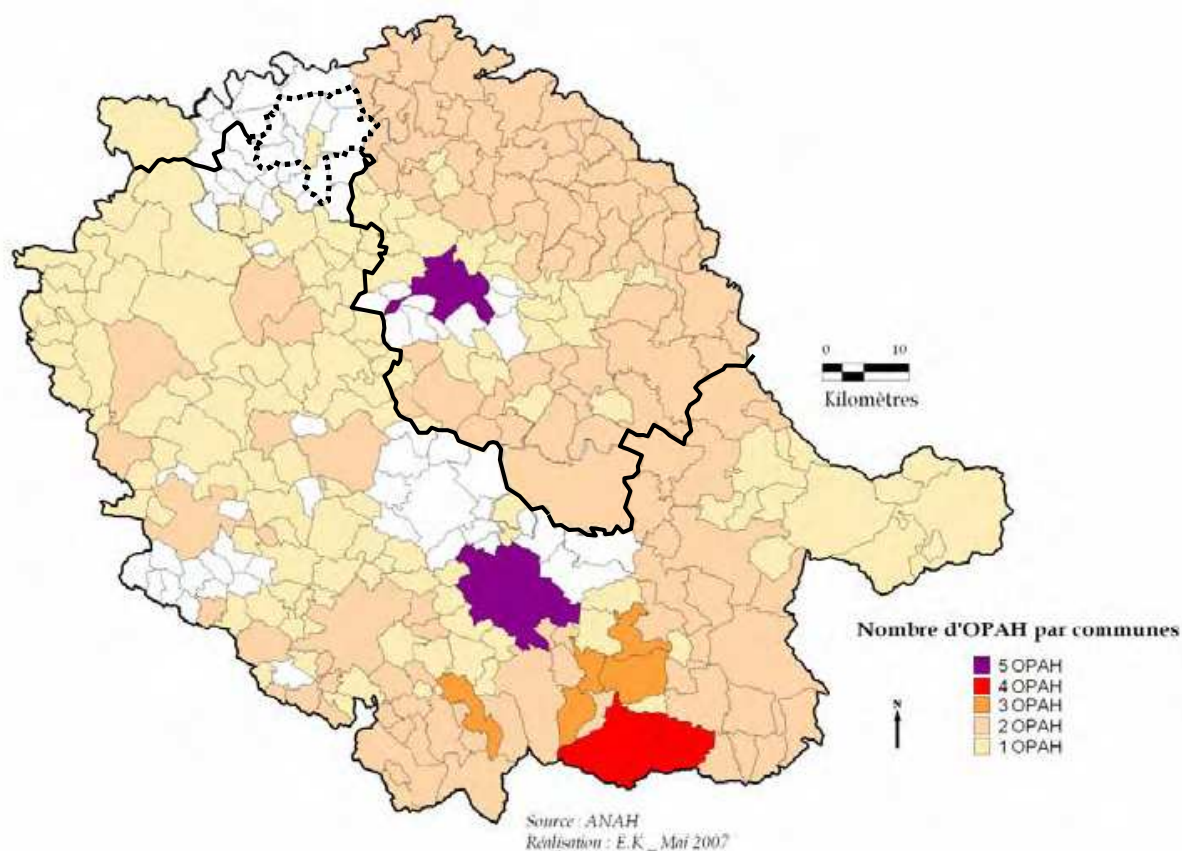 0 10
Kilomètres
Nombre d'OPAH par communes
5 OPAH
4 OPAH
3 OPAH
2 OPAH
1 OPAH
N
Source : ANAH
Réalisation : E.K _ Mai 2007